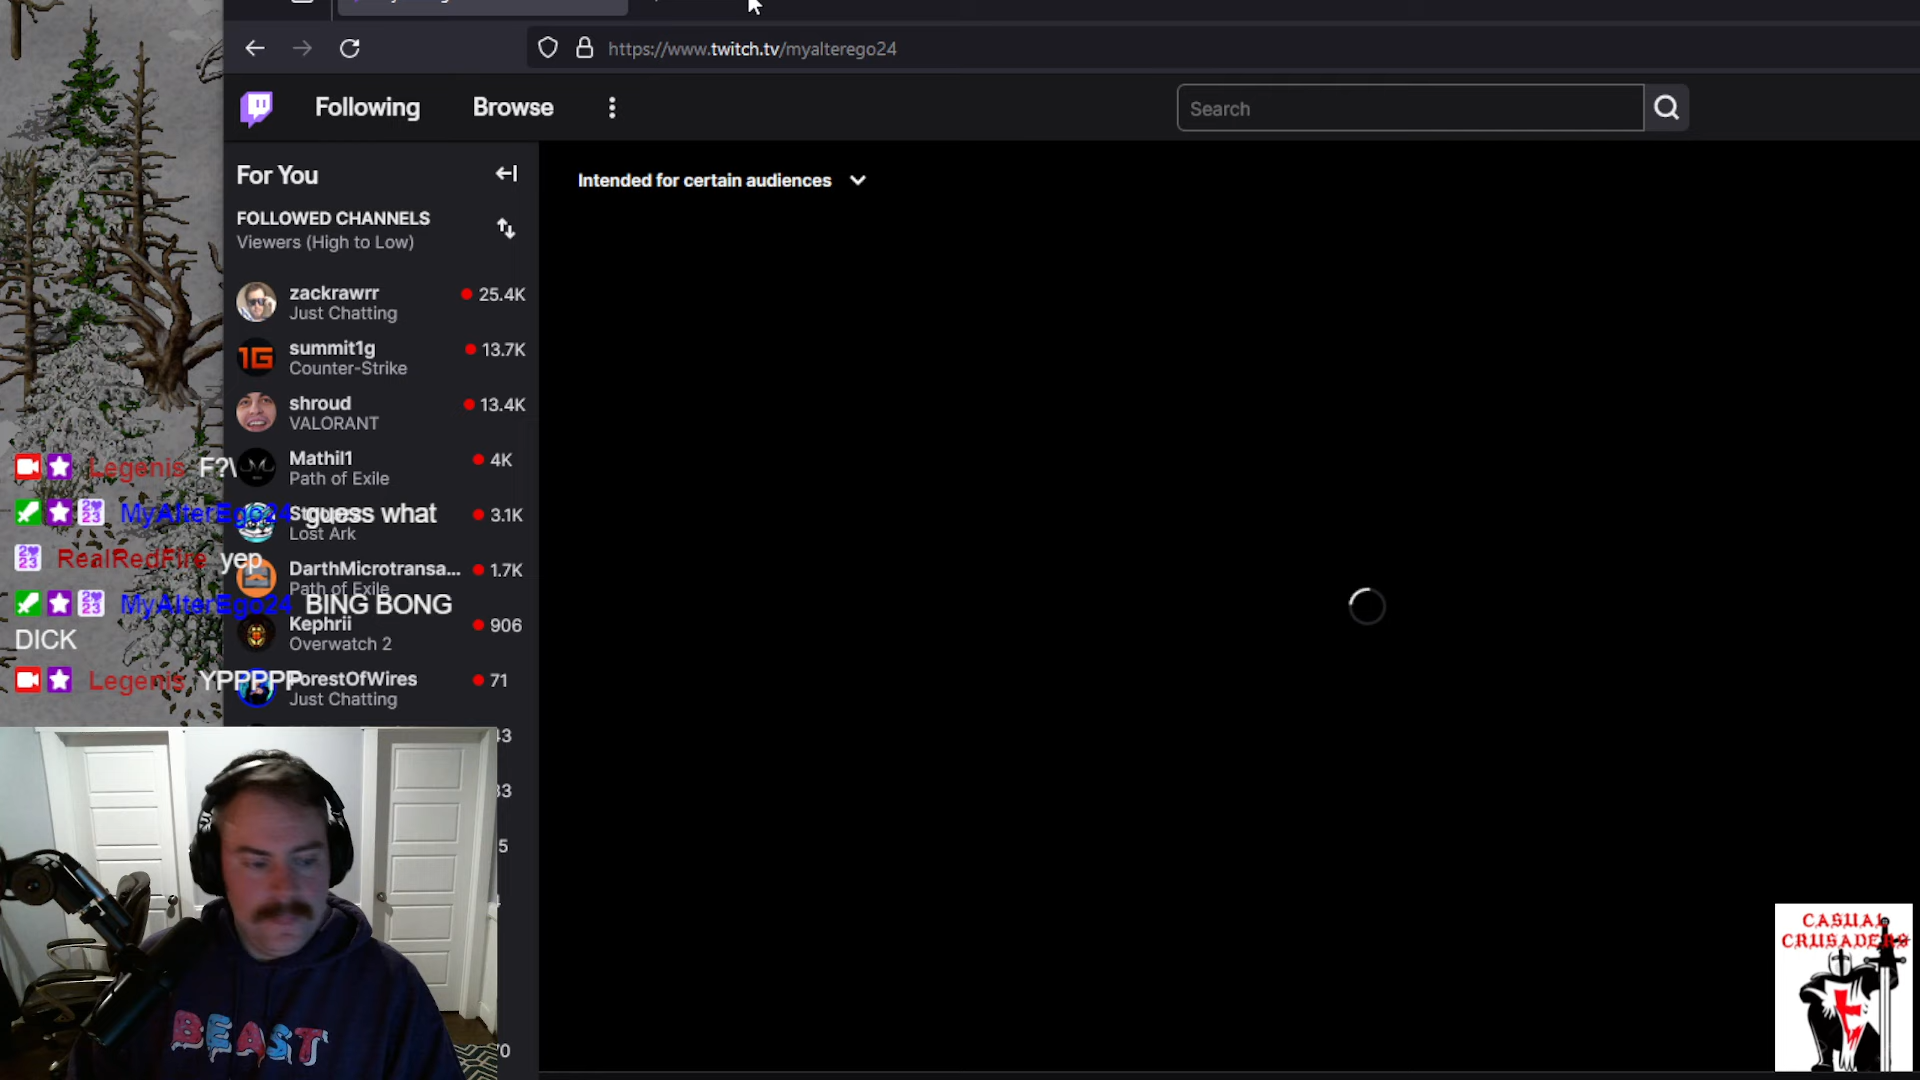 https://www.twitch.tv/myalterego24
Following
Browse
Search
For You
Intended for certain audiences
FOLLOWED CHANNELS
Viewers (High to Low)
zackrawrr
25.4K
Just Chatting
summit1g
13.7K
Counter-Strike
shroud
13.4K
VALORANT
Mathil1
4K
Path of Exile
3.1K
Lost Ark
DarthMicrotransa...
1.7K
Path of Exile
Kephrii
906
Overwatch 2
ForestOfWires
71
Just Chatting
Legenis F?\
MyAlterEgo24 guess what
RealRedFire yep
MyAlterEgo24 BING BONG
DICK
Legenis YPPPPP
1G
BEAST
CASUAL
CRUSADERS